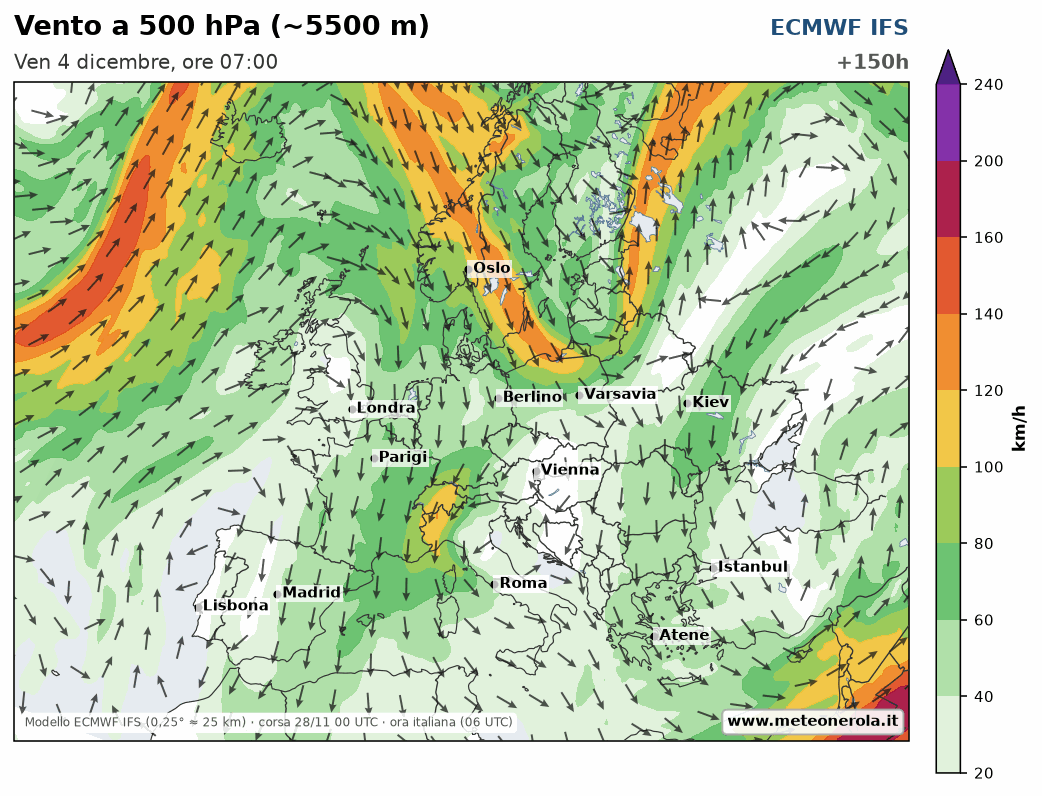 Vento a 500 hPa (~5500 m)
ECMWF IFS
Ven 4 dicembre, ore 07:00
+150h
240
200
160
140
120
100
80
60
40
20
km/h
Oslo
Berlino
Varsavia
Kiev
Londra
Parigi
Vienna
Istanbul
Roma
Madrid
Lisbona
Atene
Modello ECMWF IFS (0,25° ≈ 25 km) · corsa 28/11 00 UTC · ora italiana (06 UTC)
www.meteonerola.it